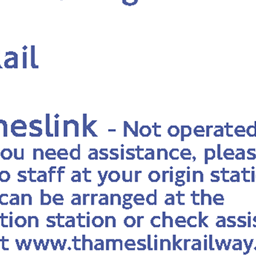 ail
meslink - Not operated
ou need assistance, pleas
o staff at your origin stati
can be arranged at the
tion station or check assis
t www.thameslinkrailway.